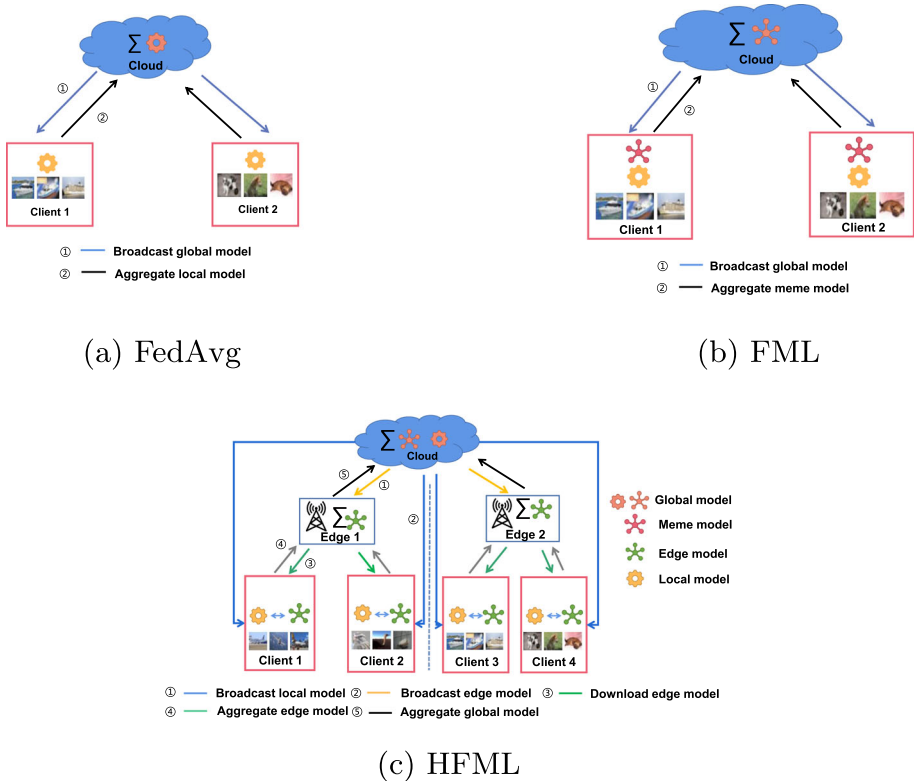 ∑
Cloud
①
②
Client 1
Client 2
① Broadcast global model
② Aggregate local model
(a) FedAvg
∑
Cloud
①
②
Client 1
Client 2
① Broadcast global model
② Aggregate meme model
(b) FML
∑
Cloud
⑤
①
②
∑
Edge 1
∑
Edge 2
④
③
Client 1
Client 2
Client 3
Client 4
Global model
Meme model
Edge model
Local model
① Broadcast local model ② Broadcast edge model ③ Download edge model
④ Aggregate edge model ⑤ Aggregate global model
(c) HFML